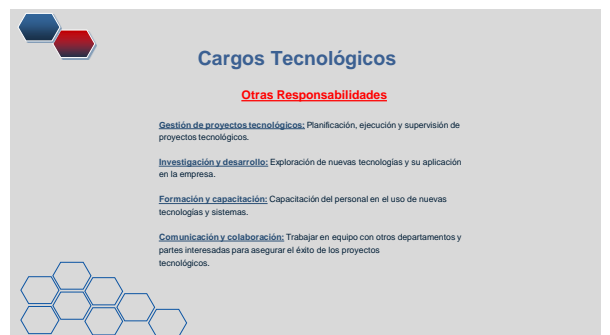 Cargos Tecnológicos
Otras Responsabilidades
Gestión de proyectos tecnológicos: Planificación, ejecución y supervisión de
proyectos tecnológicos.
Investigación y desarrollo: Exploración de nuevas tecnologías y su aplicación
en la empresa.
Formación y capacitación: Capacitación del personal en el uso de nuevas
tecnologías y sistemas.
Comunicación y colaboración: Trabajar en equipo con otros departamentos y
partes interesadas para asegurar el éxito de los proyectos
tecnológicos.